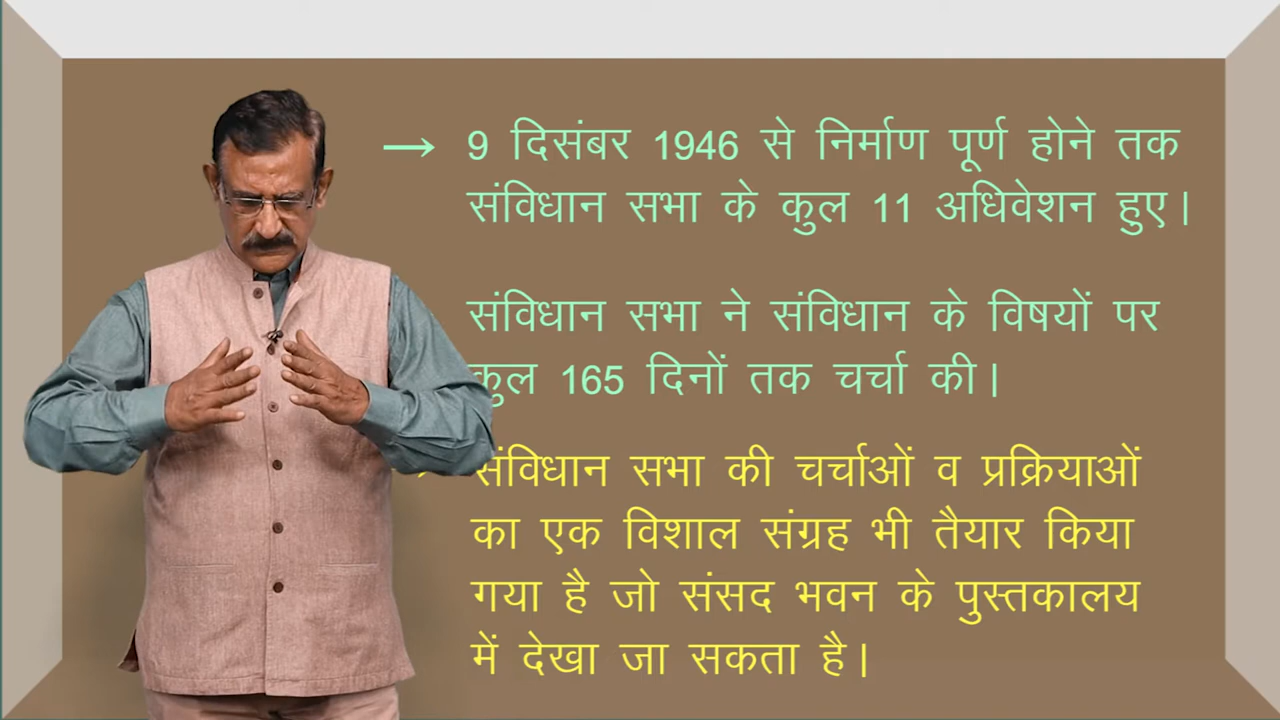 → 9 दिसंबर 1946 से निर्माण पूर्ण होने तक
संविधान सभा के कुल 11 अधिवेशन हुए।
संविधान सभा ने संविधान के विषयों पर
कुल 165 दिनों तक चर्चा की।
संविधान सभा की चर्चाओं व प्रक्रियाओं
का एक विशाल संग्रह भी तैयार किया
गया है जो संसद भवन के पुस्तकालय
में देखा जा सकता है।